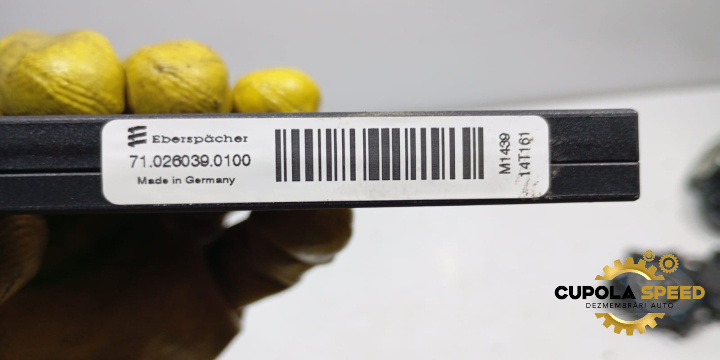 Eberspächer
71.026039.0100
Made in Germany
M1439
14T161
CUPOLA SPEED
DEZMEMBRĂRI AUTO